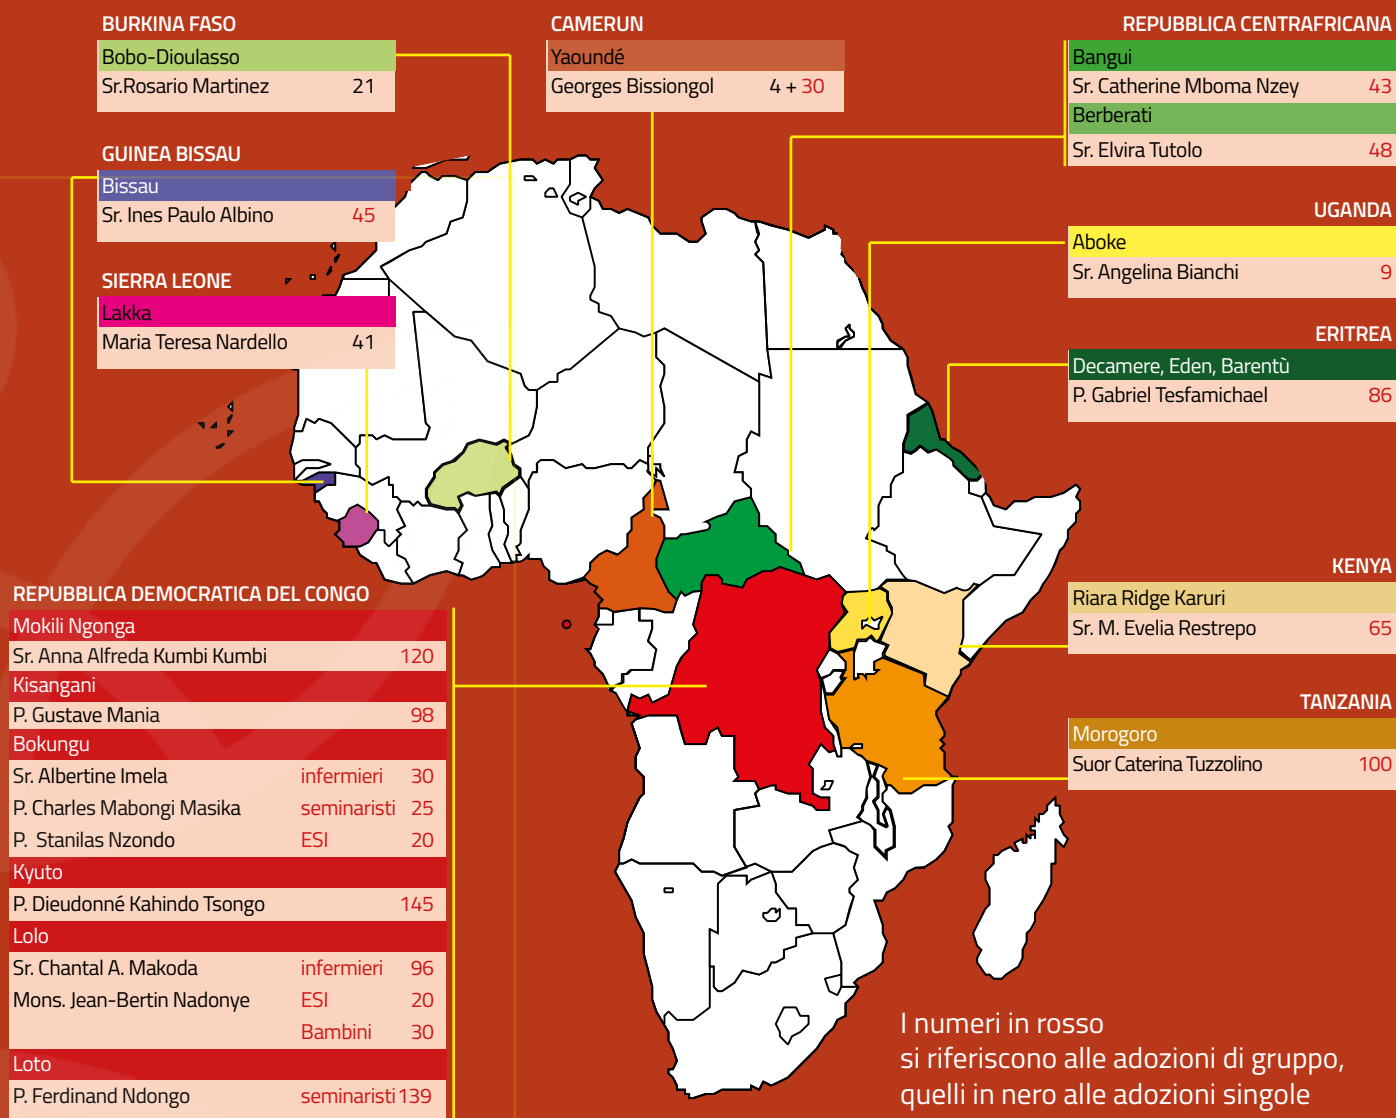 BURKINA FASO
Bobo-Dioulasso
Sr.Rosario Martinez 21
GUINEA BISSAU
Bissau
Sr. Ines Paulo Albino 45
SIERRA LEONE
Lakka
Maria Teresa Nardello 41
CAMERUN
Yaoundé
Georges Bissiongol 4 + 30
REPUBBLICA CENTRAFRICANA
Bangui
Sr. Catherine Mboma Nzey 43
Berberati
Sr. Elvira Tutolo 48
UGANDA
Aboke
Sr. Angelina Bianchi 9
ERITREA
Decamere, Eden, Barentù
P. Gabriel Tesfamichael 86
KENYA
Riara Ridge Karuri
Sr. M. Evelia Restrepo 65
TANZANIA
Morogoro
Suor Caterina Tuzzolino 100
REPUBBLICA DEMOCRATICA DEL CONGO
Mokili Ngonga
Sr. Anna Alfreda Kumbi Kumbi 120
Kisangani
P. Gustave Mania 98
Bokungu
Sr. Albertine Imela infermieri 30
P. Charles Mabongi Masika seminaristi 25
P. Stanilas Nzondo ESI 20
Kyuto
P. Dieudonné Kahindo Tsongo 145
Lolo
Sr. Chantal A. Makoda infermieri 96
Mons. Jean-Bertin Nadonye ESI 20
Bambini 30
Loto
P. Ferdinand Ndongo seminaristi 139
I numeri in rosso
si riferiscono alle adozioni di gruppo,
quelli in nero alle adozioni singole